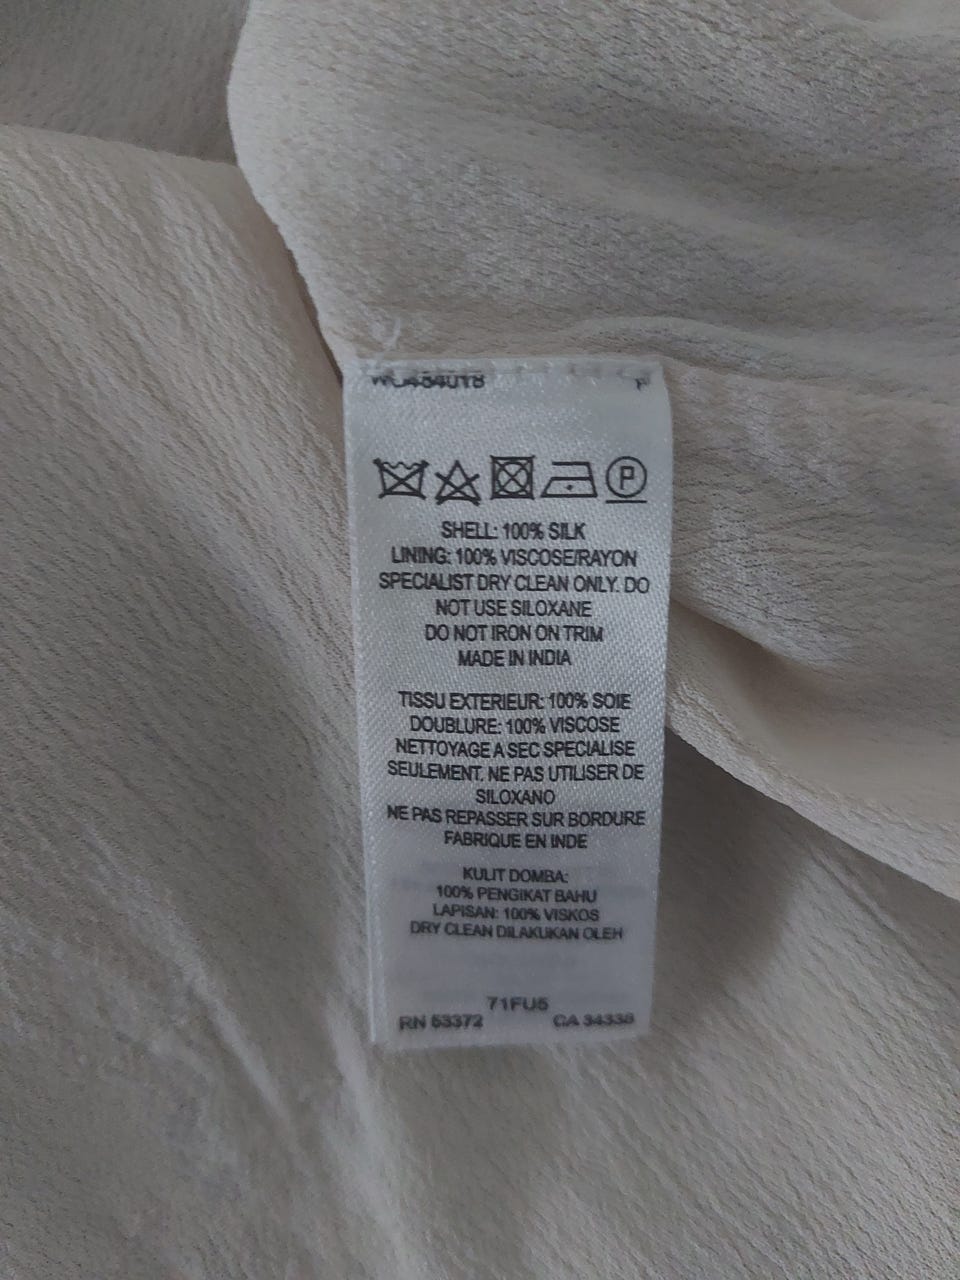 P
SHELL: 100% SILK
LINING: 100% VISCOSE/RAYON
SPECIALIST DRY CLEAN ONLY. DO
NOT USE SILOXANE
DO NOT IRON ON TRIM
MADE IN INDIA
TISSU EXTERIEUR: 100% SOIE
DOUBLURE: 100% VISCOSE
NETTOYAGE A SEC SPECIALISE
SEULEMENT. NE PAS UTILISER DE
SILOXANO
NE PAS REPASSER SUR BORDURE
FABRIQUE EN INDE
KULIT DOMBA:
100% PENGIKAT BAHU
LAPISAN: 100% VISKOS
DRY CLEAN DILAKUKAN OLEH
71FU5
RN 53372 CA 34338